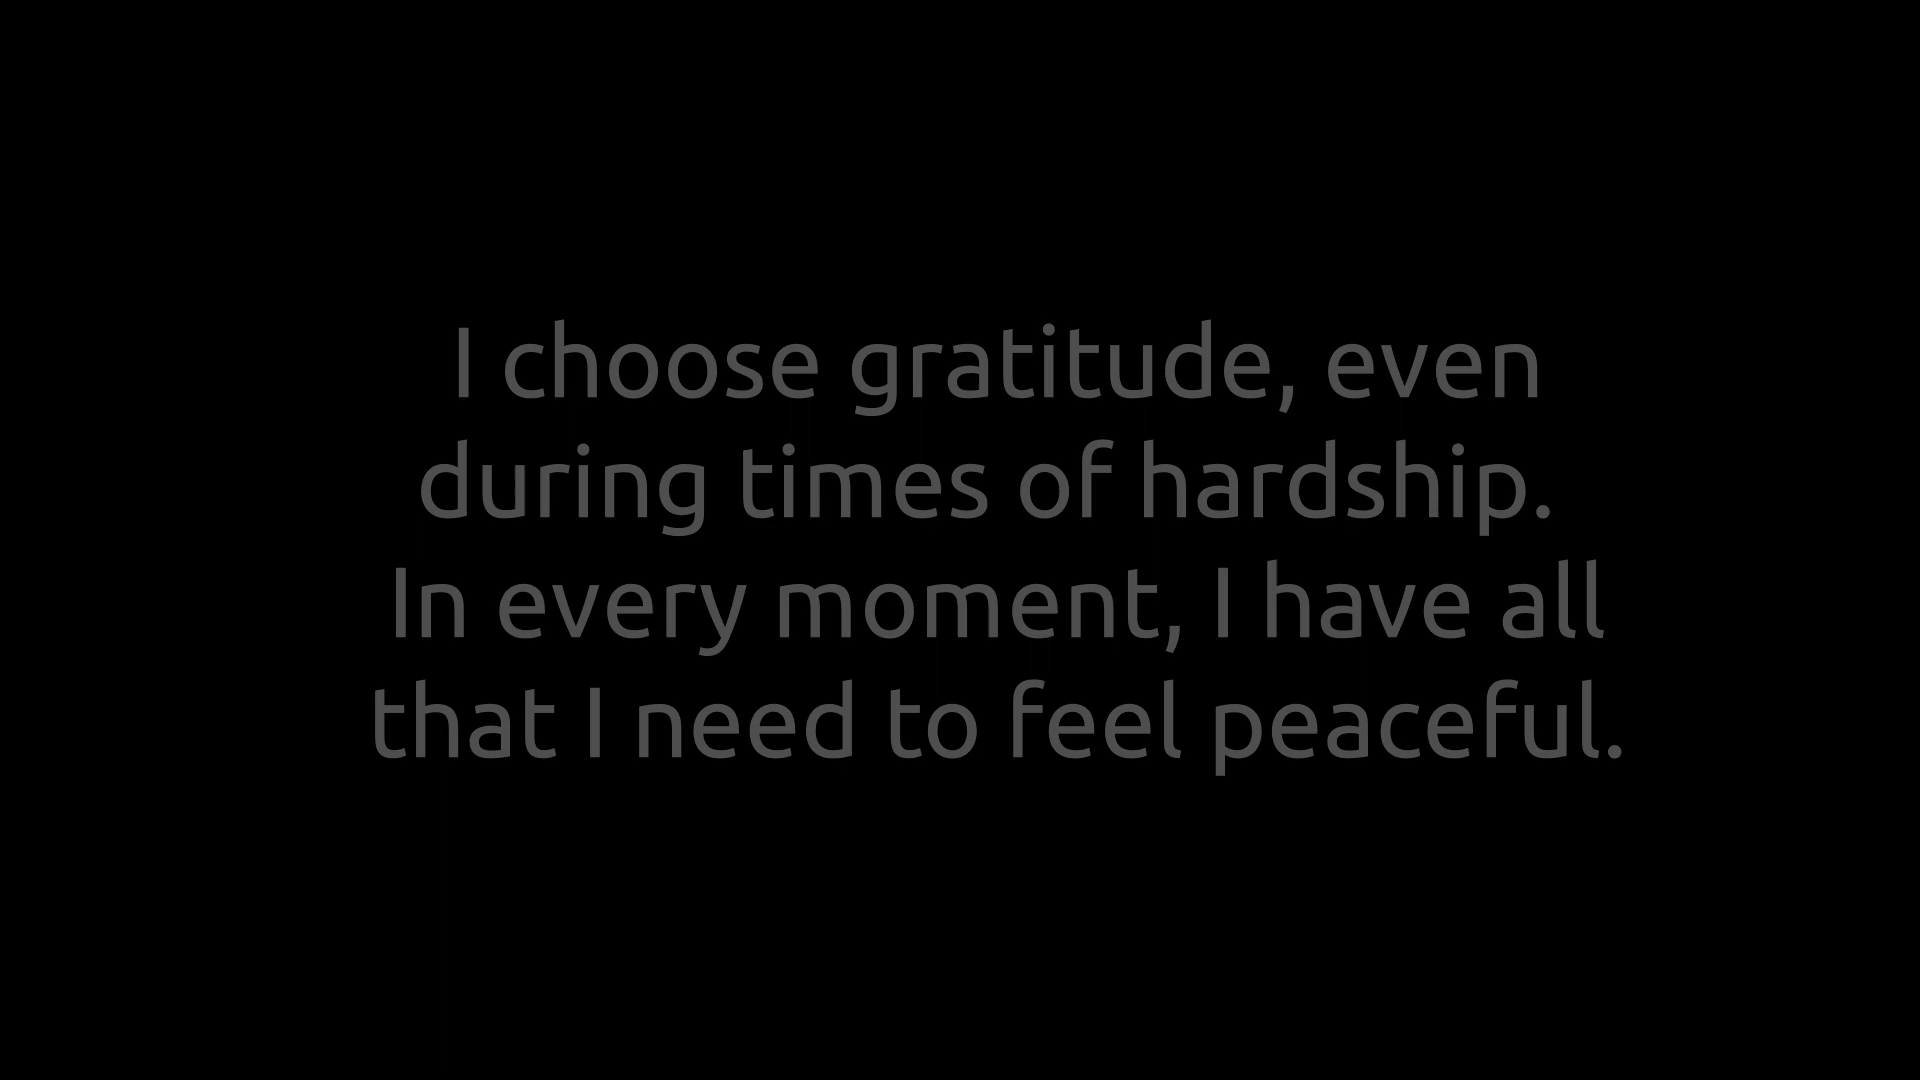 I choose gratitude, even
during times of hardship.
In every moment, I have all
that I need to feel peaceful.